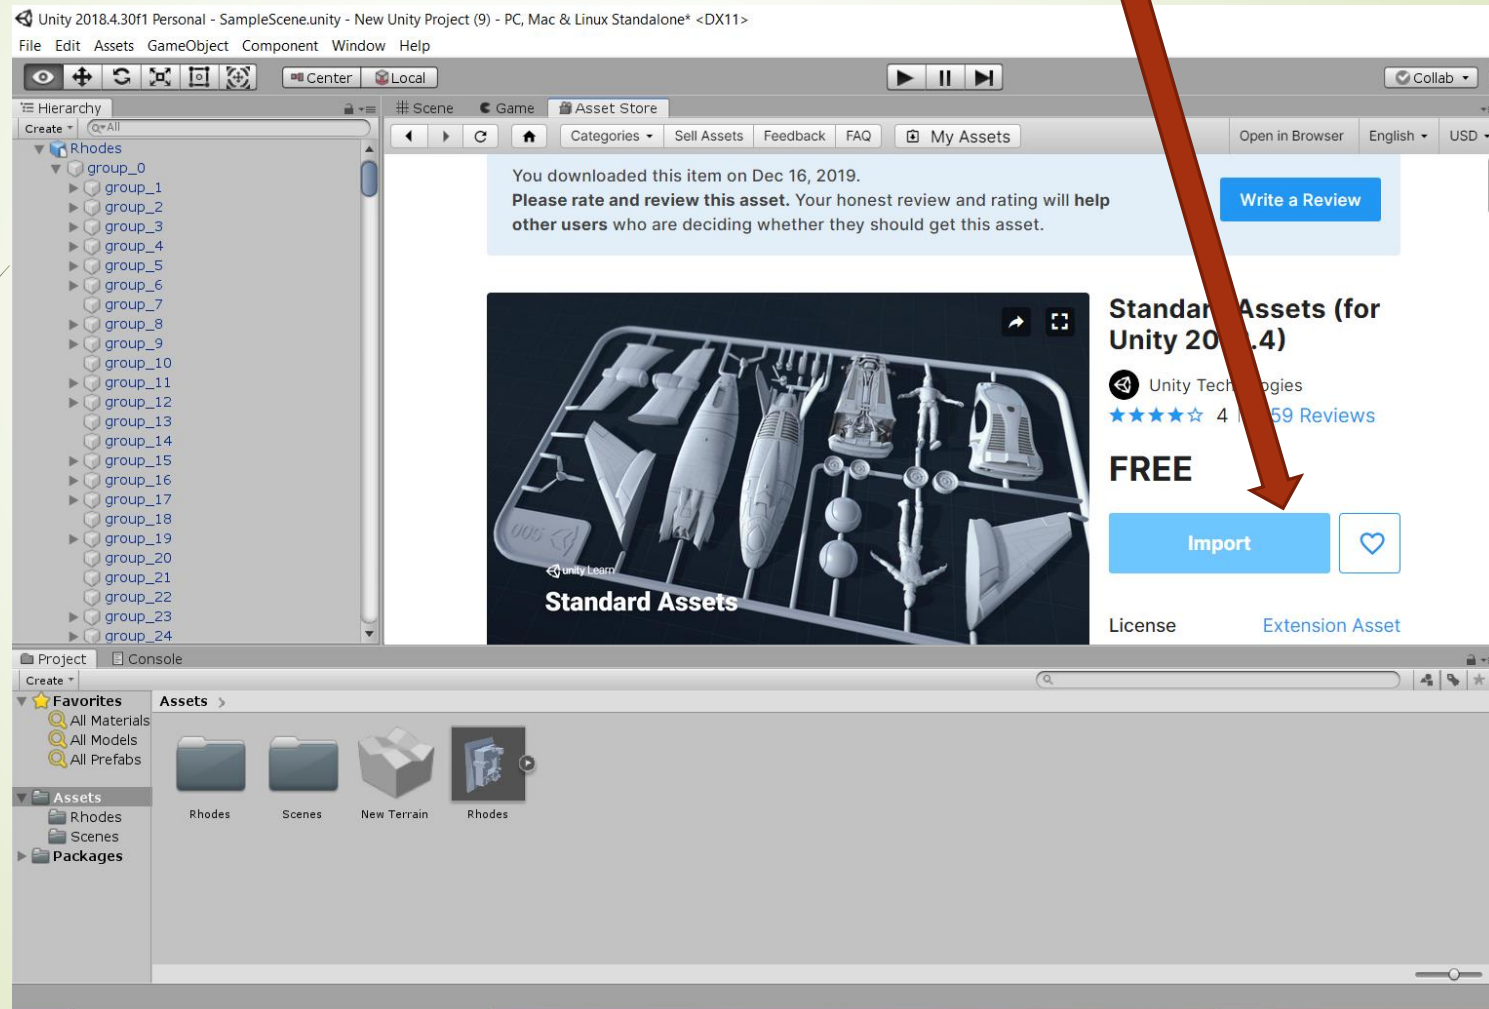 Unity 2018.4.30f1 Personal - SampleScene.unity - New Unity Project (9) - PC, Mac & Linux Standalone* <DX11>
File Edit Assets GameObject Component Window Help
Center Local Collab
Hierarchy
Create All
Rhodes
group_0
group_1
group_2
group_3
group_4
group_5
group_6
group_7
group_8
group_9
group_10
group_11
group_12
group_13
group_14
group_15
group_16
group_17
group_18
group_19
group_20
group_21
group_22
group_23
group_24
Scene Game Asset Store
Categories Sell Assets Feedback FAQ My Assets Open in Browser English USD
You downloaded this item on Dec 16, 2019.
Please rate and review this asset. Your honest review and rating will help
other users who are deciding whether they should get this asset.
Write a Review
005
unity Learn
Standard Assets
Standard Assets (for
Unity 20 .4)
Unity Technologies
4 59 Reviews
FREE
Import
License Extension Asset
Project Console
Create
Favorites
All Materials
All Models
All Prefabs
Assets
Rhodes
Scenes
Packages
Assets >
Rhodes Scenes New Terrain Rhodes